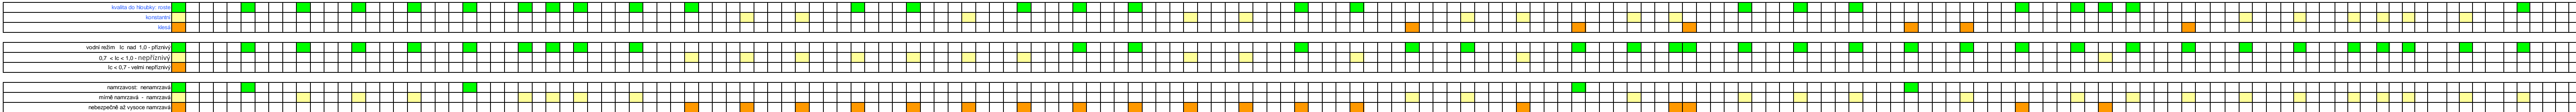 kvalita do hloubky: roste
konstantní
klesá
vodní režim Ic nad 1,0 - příznivý
0,7 < Ic < 1,0 - nepříznivý
Ic < 0,7 - velmi nepříznivý
namrzavost: nenamrzavá
mírně namrzavá - namrzavá
nebezpečně až vysoce namrzavá